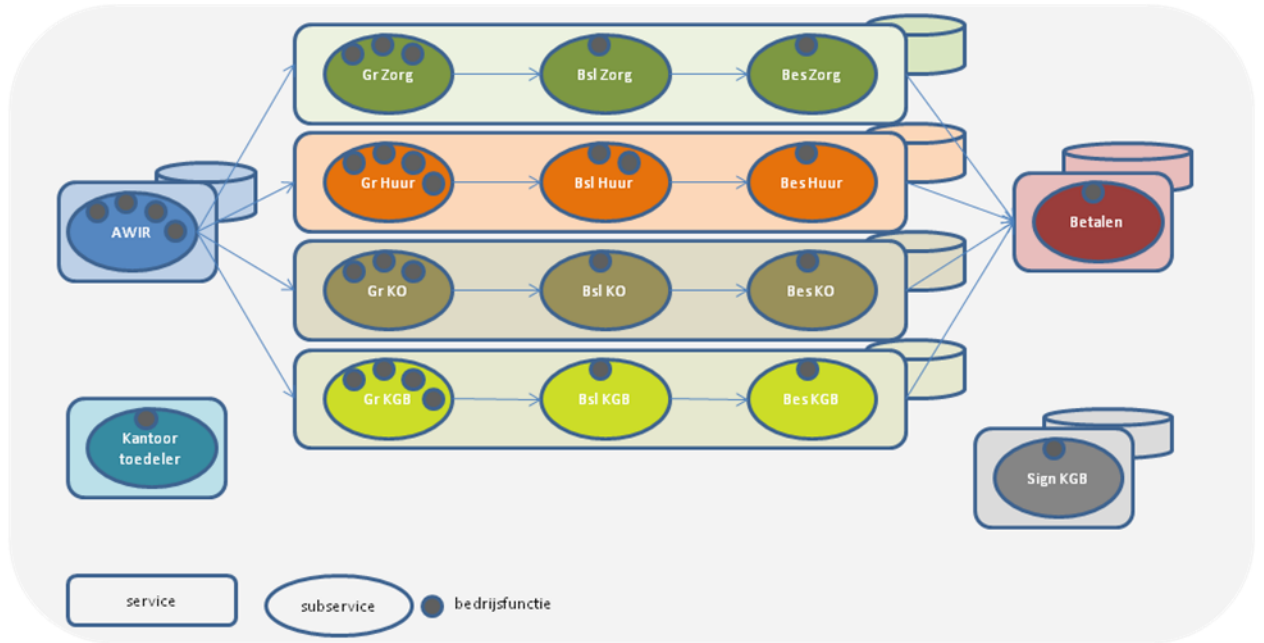 Gr Zorg
Bsl Zorg
Bes Zorg
Gr Huur
Bsl Huur
Bes Huur
AWIR
Betalen
Gr KO
Bsl KO
Bes KO
Gr KGB
Bsl KGB
Bes KGB
Kantoor
toedeler
Sign KGB
service
subservice
bedrijsfunctie